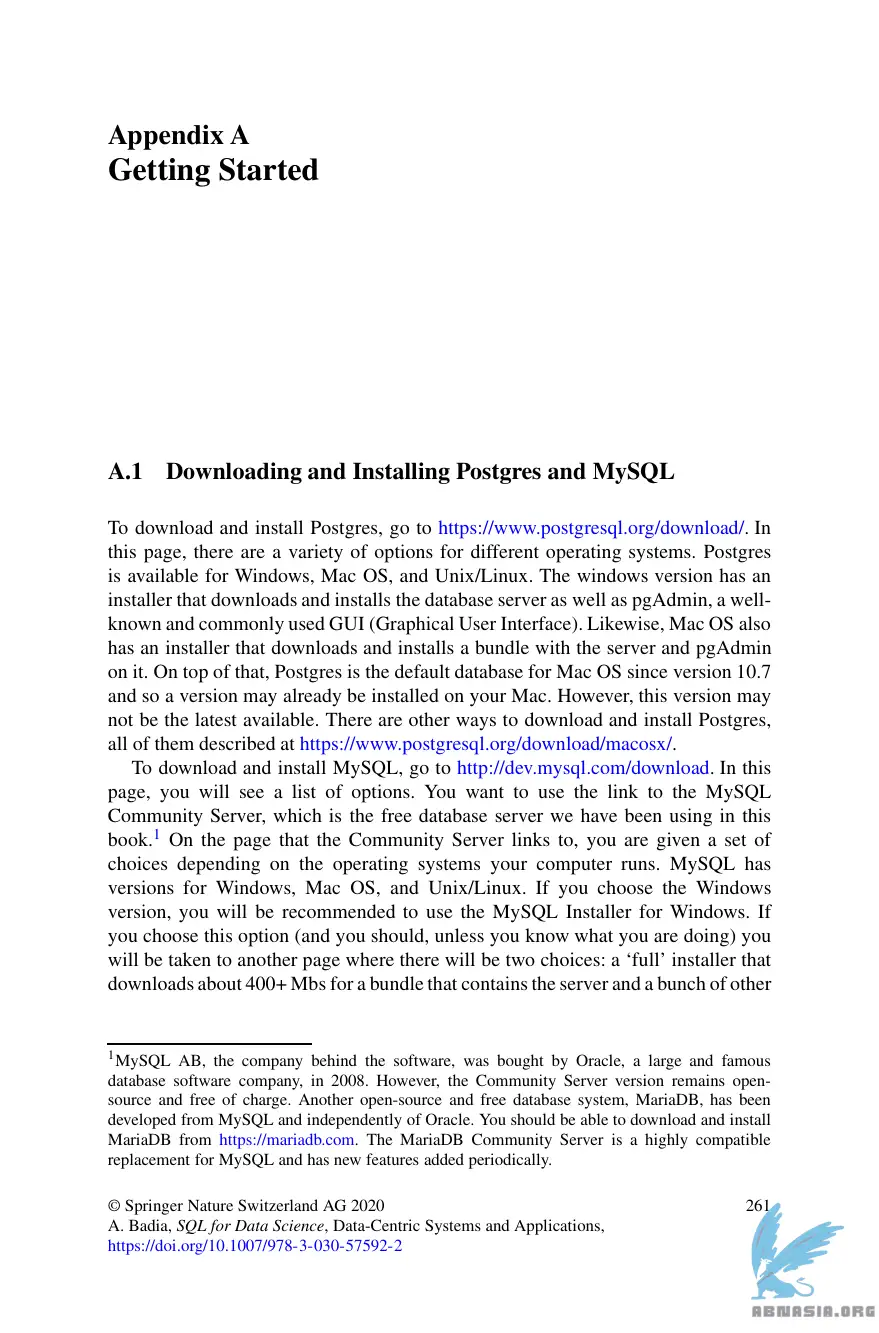 Appendix A
Getting Started
A.1 Downloading and Installing Postgres and MySQL
To download and install Postgres, go to https://www.postgresql.org/download/. In
this page, there are a variety of options for different operating systems. Postgres
is available for Windows, Mac OS, and Unix/Linux. The windows version has an
installer that downloads and installs the database server as well as pgAdmin, a well-
known and commonly used GUI (Graphical User Interface). Likewise, Mac OS also
has an installer that downloads and installs a bundle with the server and pgAdmin
on it. On top of that, Postgres is the default database for Mac OS since version 10.7
and so a version may already be installed on your Mac. However, this version may
not be the latest available. There are other ways to download and install Postgres,
all of them described at https://www.postgresql.org/download/macosx/.
To download and install MySQL, go to http://dev.mysql.com/download. In this
page, you will see a list of options. You want to use the link to the MySQL
Community Server, which is the free database server we have been using in this
book.1 On the page that the Community Server links to, you are given a set of
choices depending on the operating systems your computer runs. MySQL has
versions for Windows, Mac OS, and Unix/Linux. If you choose the Windows
version, you will be recommended to use the MySQL Installer for Windows. If
you choose this option (and you should, unless you know what you are doing) you
will be taken to another page where there will be two choices: a ‘full’ installer that
downloads about 400+ Mbs for a bundle that contains the server and a bunch of other
1MySQL AB, the company behind the software, was bought by Oracle, a large and famous
database software company, in 2008. However, the Community Server version remains open-
source and free of charge. Another open-source and free database system, MariaDB, has been
developed from MySQL and independently of Oracle. You should be able to download and install
MariaDB from https://mariadb.com. The MariaDB Community Server is a highly compatible
replacement for MySQL and has new features added periodically.
© Springer Nature Switzerland AG 2020 261
A. Badia, SQL for Data Science, Data-Centric Systems and Applications,
https://doi.org/10.1007/978-3-030-57592-2
ABNASIA.ORG